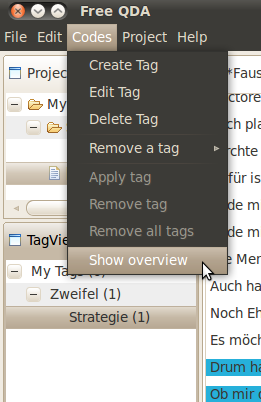 Free QDA
File Edit Codes Project Help
Create Tag
Edit Tag
Delete Tag
Remove a tag
Apply tag
Remove tag
Remove all tags
Show overview
Projec
My
TagVie
My Tags
Zweifel (1)
Strategie (1)
*Faus
ctore
ch pla
rchte
für is
de m
de m
e Mer
Auch ha
Noch Eh
Es möch
Drum ha
Ob mir d